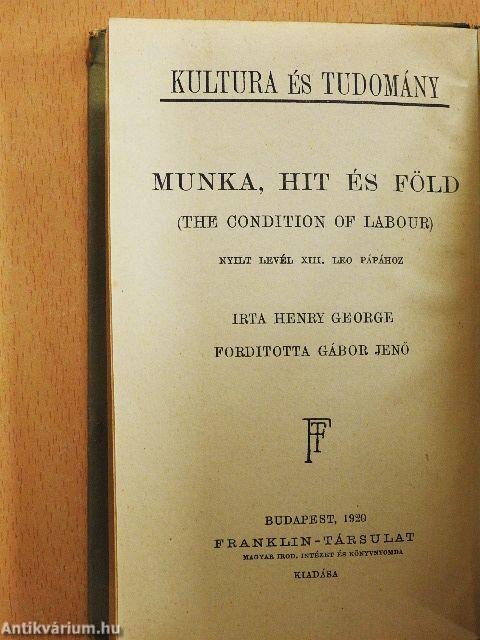 KULTURA ÉS TUDOMÁNY
MUNKA, HIT ÉS FÖLD
(THE CONDITION OF LABOUR)
NYILT LEVÉL XIII. LEO PÁPÁHOZ
IRTA HENRY GEORGE
FORDITOTTA GÁBOR JENŐ
FT
BUDAPEST, 1920
FRANKLIN-TÁRSULAT
MAGYAR IROD. INTÉZET ÉS KÖNYVNYOMDA
KIADÁSA
Antikvárium.hu